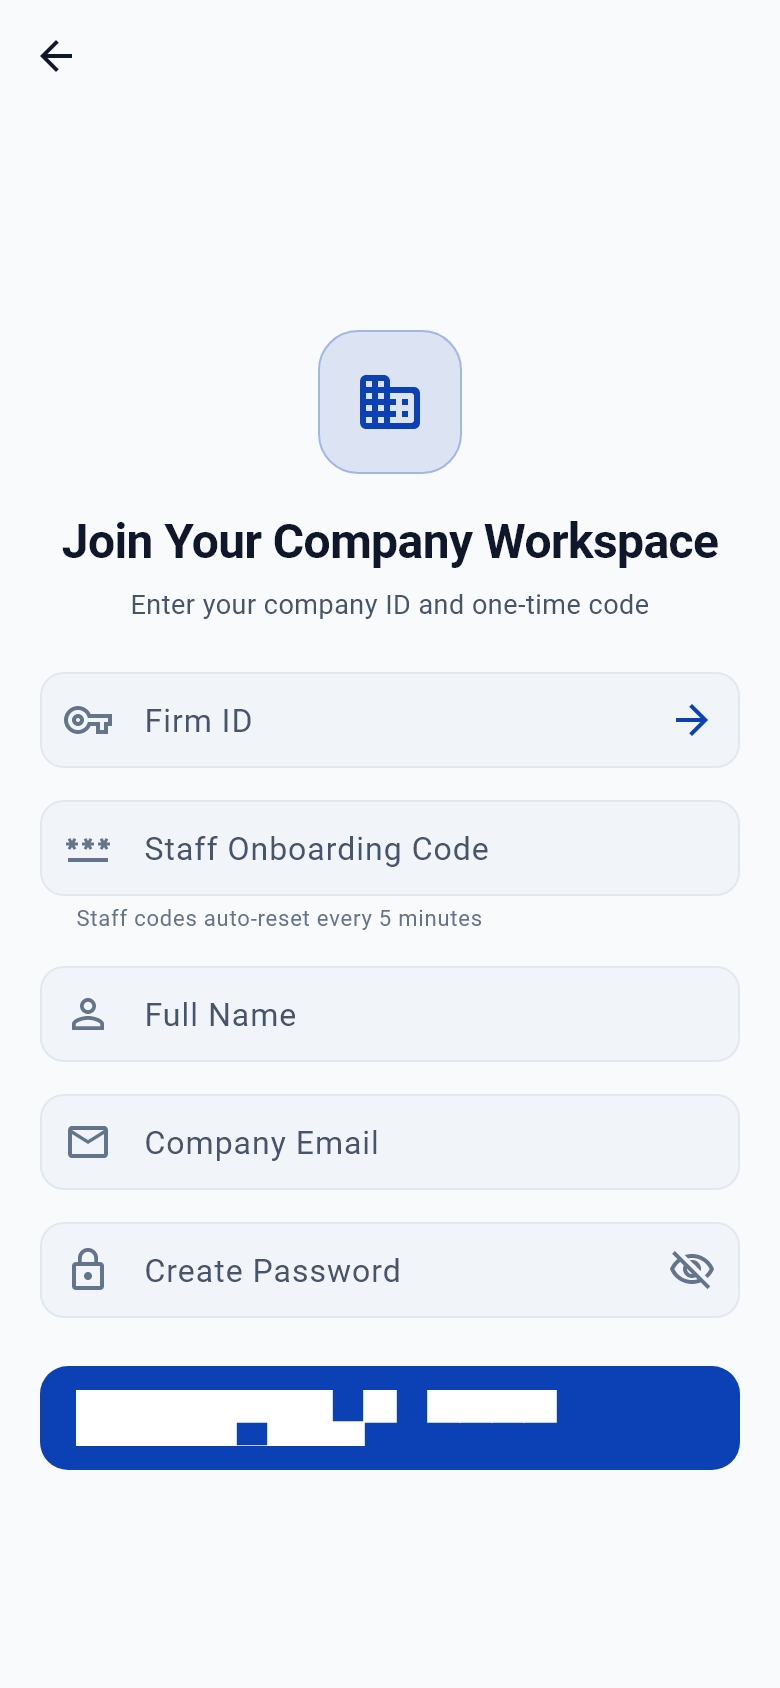 Join Your Company Workspace
Enter your company ID and one-time code
Firm ID
Staff Onboarding Code
Staff codes auto-reset every 5 minutes
Full Name
Company Email
Create Password